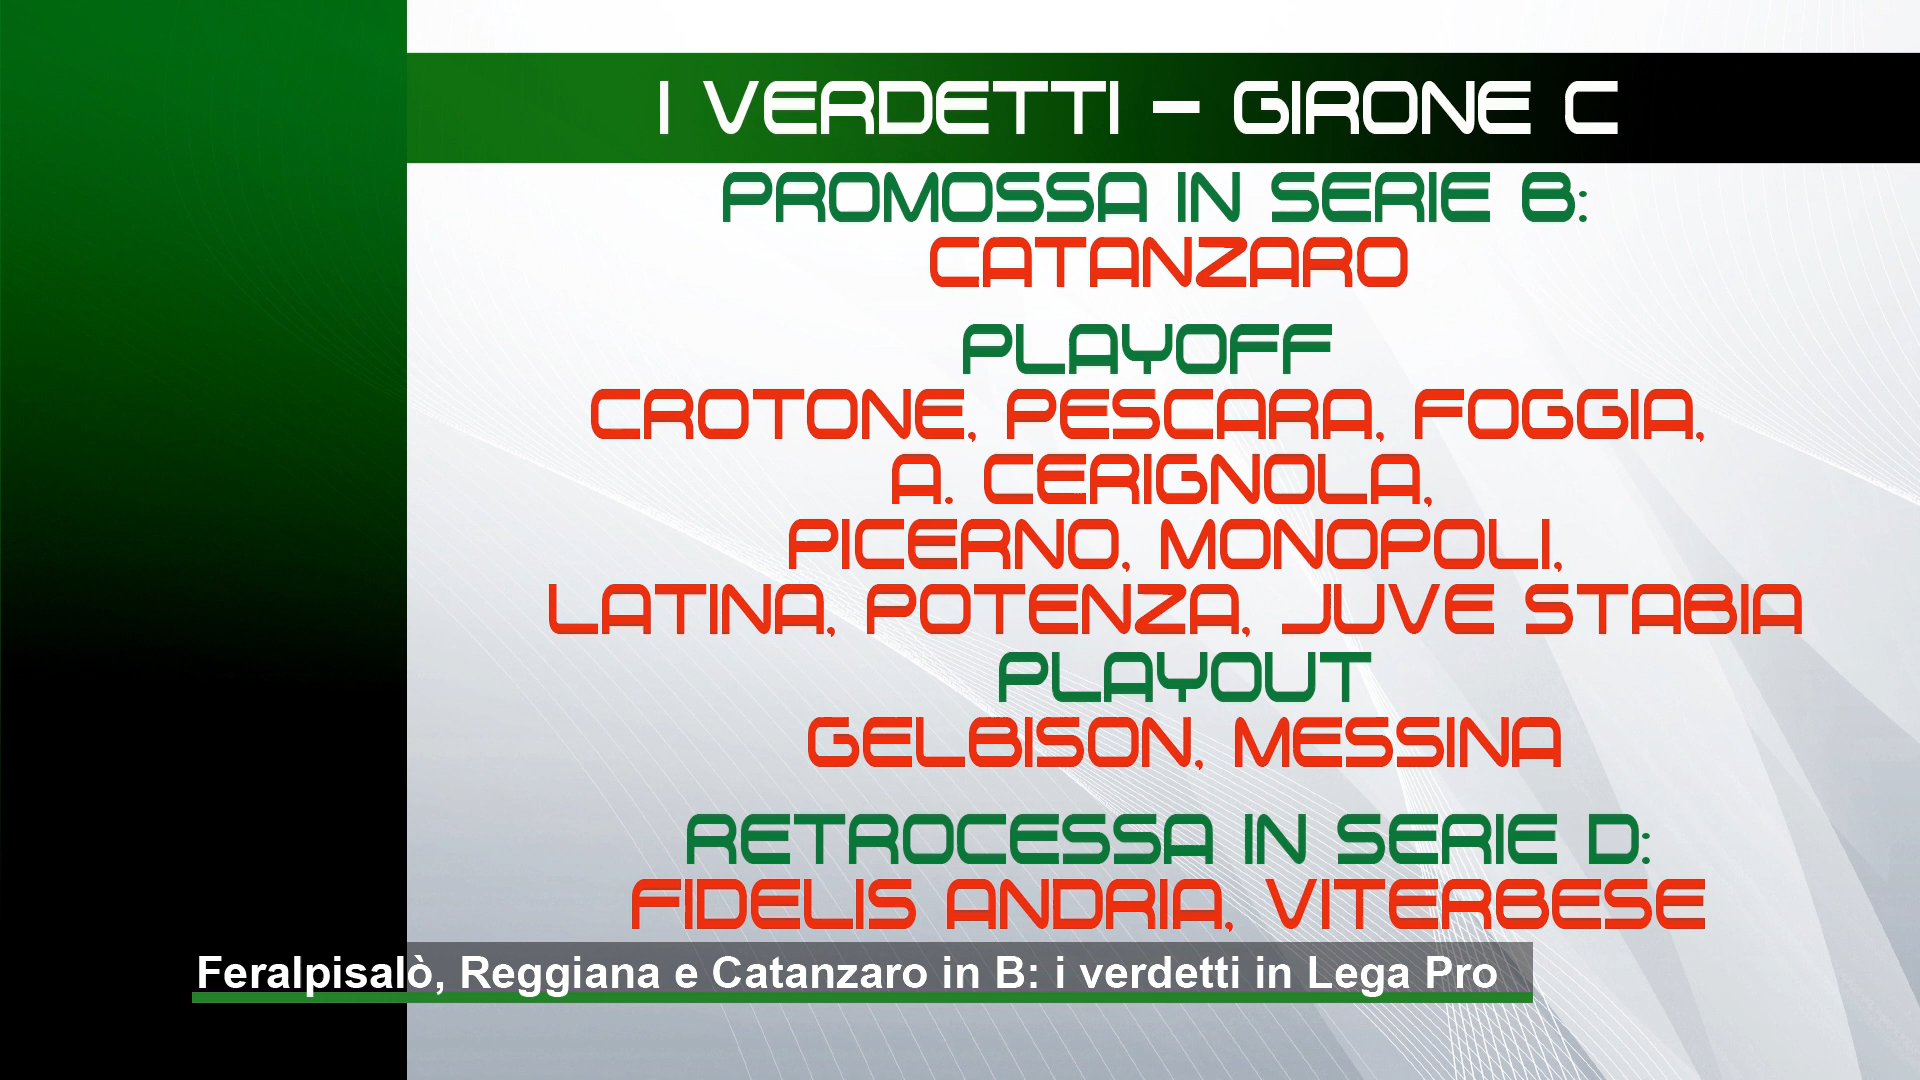 I VERDETTI - GIRONE C
PROMOSSA IN SERIE B:
CATANZARO
PLAYOFF
CROTONE, PESCARA, FOGGIA,
A. CERIGNOLA,
PICERNO, MONOPOLI,
LATINA, POTENZA, JUVE STABIA
PLAYOUT
GELBISON, MESSINA
RETROCESSA IN SERIE D:
FIDELIS ANDRIA, VITERBESE
Feralpisalò, Reggiana e Catanzaro in B: i verdetti in Lega Pro